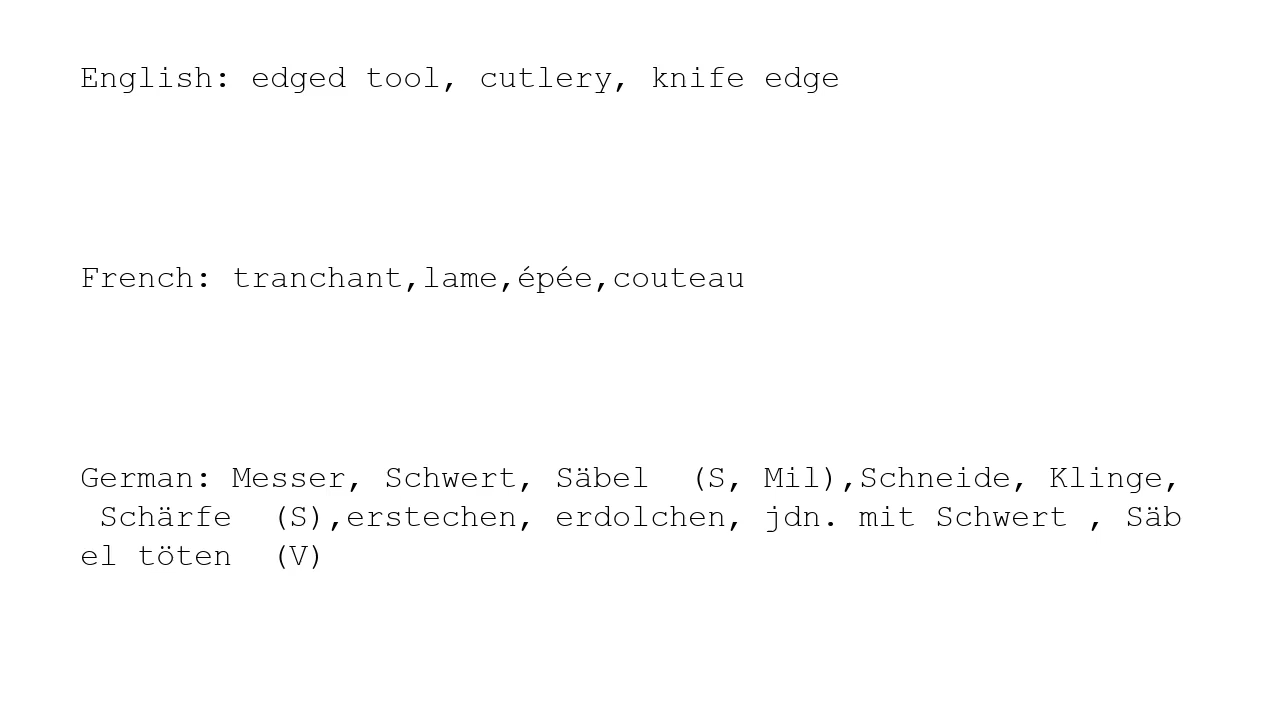 English: edged tool, cutlery, knife edge
French: tranchant,lame,épée,couteau
German: Messer, Schwert, Säbel  (S, Mil),Schneide, Klinge,
 Schärfe  (S),erstechen, erdolchen, jdn. mit Schwert , Säb
el töten  (V)